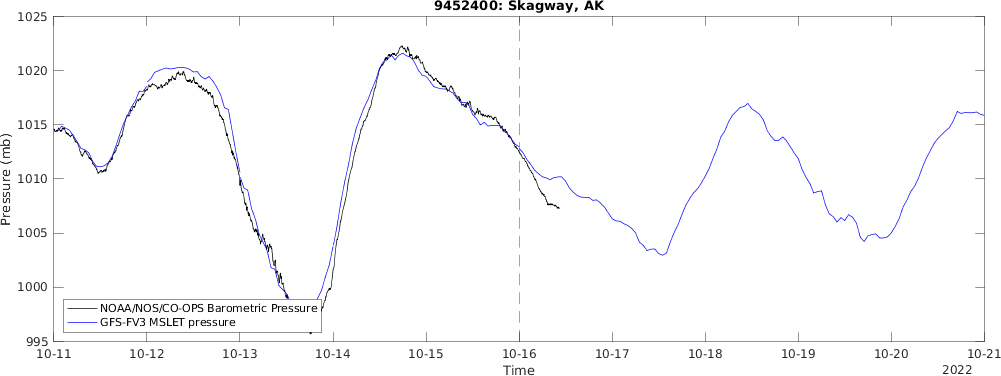 9452400: Skagway, AK
Pressure (mb)
1025
1020
1015
1010
1005
1000
995
NOAA/NOS/CO-OPS Barometric Pressure
GFS-FV3 MSLET pressure
10-11 10-12 10-13 10-14 10-15 10-16 10-17 10-18 10-19 10-20 10-21
Time
2022